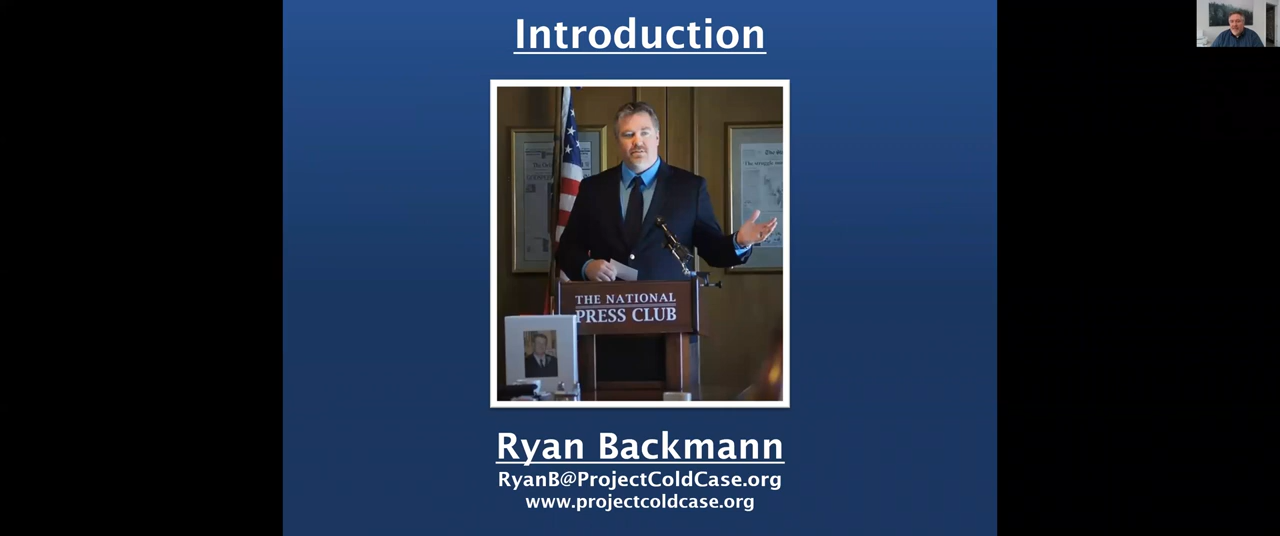 Introduction
THE NATIONAL
PRESS CLUB
Ryan Backmann
RyanB@ProjectColdCase.org
www.projectcoldcase.org